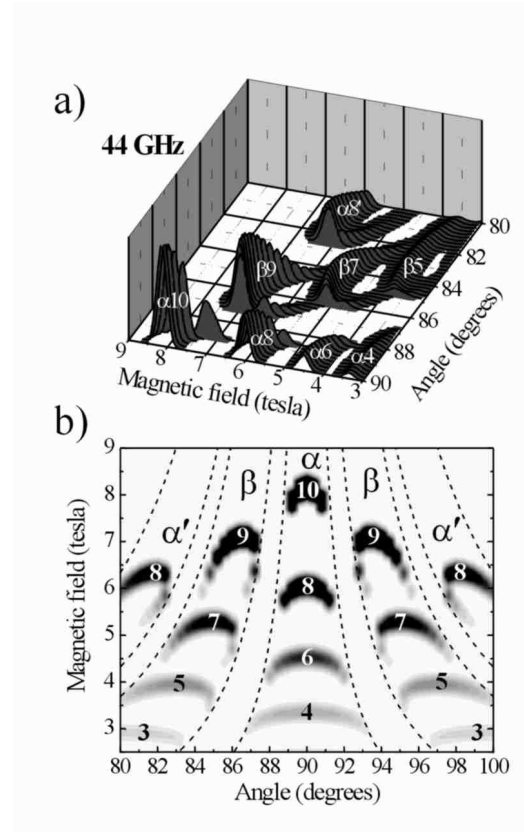 a)
44 GHz
α8'
β9
β7
β5
α10
α8
α6
α4
80
82
84
86
88
90
9
8
7
6
5
4
3
Magnetic field (tesla)
Angle (degrees)
b)
9
8
7
6
5
4
3
Magnetic field (tesla)
α
β
β
α'
α'
10
9
9
8
8
8
7
7
6
5
5
4
3
3
80 82 84 86 88 90 92 94 96 98 100
Angle (degrees)